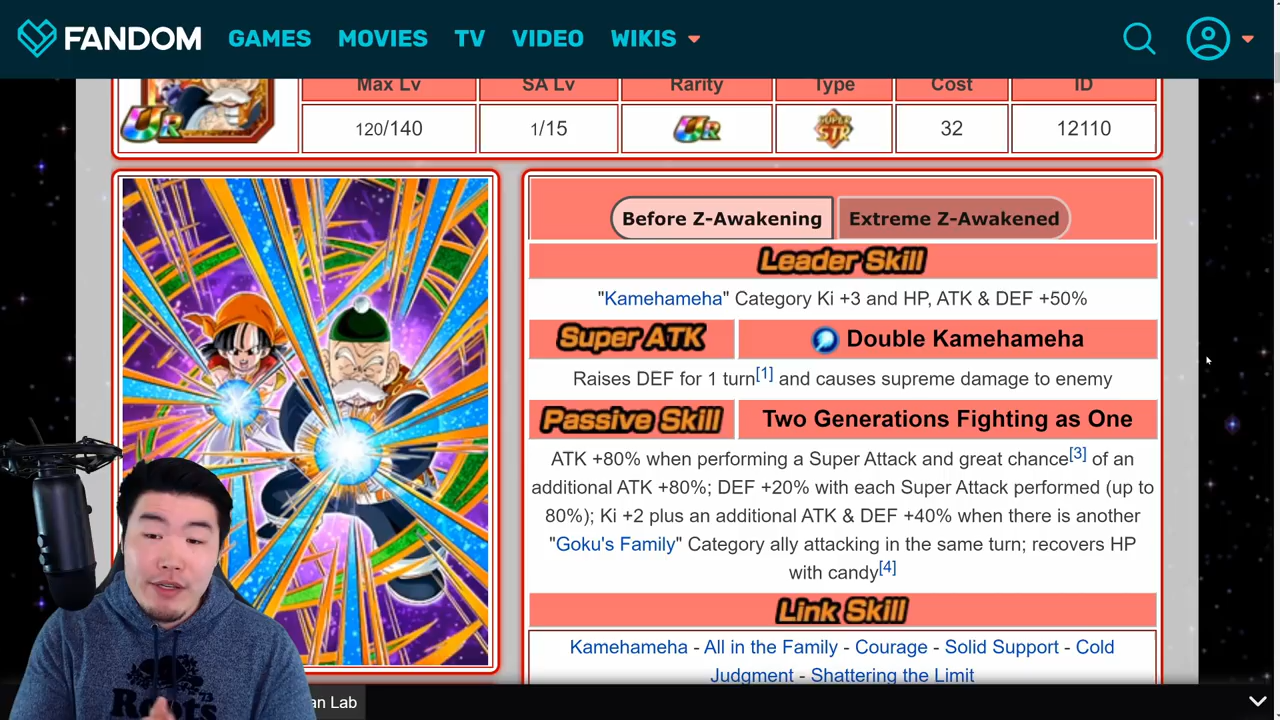 FANDOM GAMES MOVIES TV VIDEO WIKIS
Max Lv SA Lv Rarity Type Cost ID
UR 120/140 1/15 UR SUPER STR 32 12110
Before Z-Awakening Extreme Z-Awakened
Leader Skill
"Kamehameha" Category Ki +3 and HP, ATK & DEF +50%
Super ATK Double Kamehameha
Raises DEF for 1 turn[1] and causes supreme damage to enemy
Passive Skill Two Generations Fighting as One
ATK +80% when performing a Super Attack and great chance[3] of an
additional ATK +80%; DEF +20% with each Super Attack performed (up to
80%); Ki +2 plus an additional ATK & DEF +40% when there is another
"Goku's Family" Category ally attacking in the same turn; recovers HP
with candy[4]
Link Skill
Kamehameha - All in the Family - Courage - Solid Support - Cold
Judgment - Shattering the Limit
an Lab
Roots
73